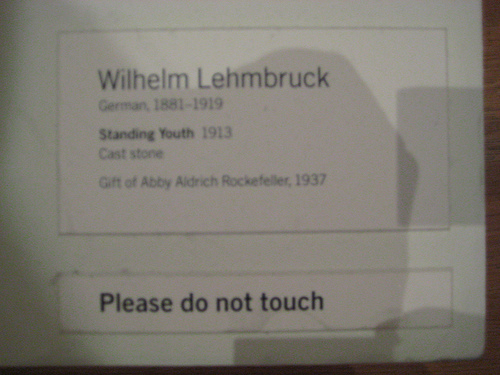 Wilhelm Lehmbruck
German, 1881–1919
Standing Youth 1913
Cast stone
Gift of Abby Aldrich Rockefeller, 1937
Please do not touch